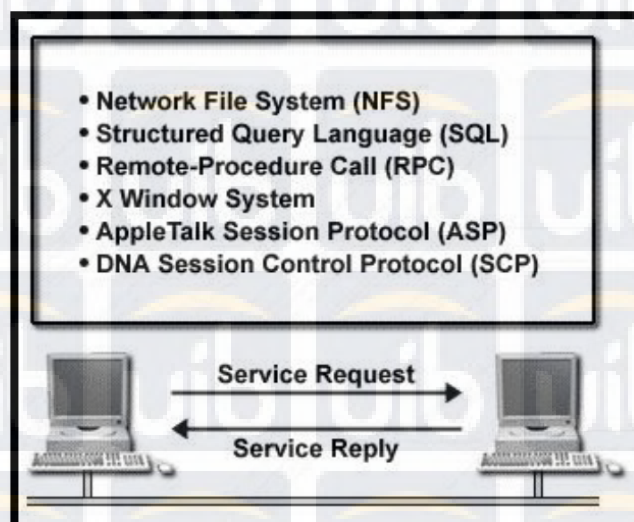 • Network File System (NFS)
• Structured Query Language (SQL)
• Remote-Procedure Call (RPC)
• X Window System
• AppleTalk Session Protocol (ASP)
• DNA Session Control Protocol (SCP)
Service Request
Service Reply